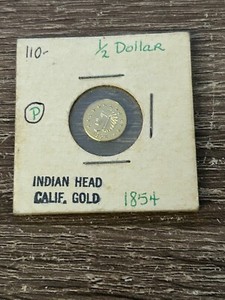 110-
1/2 Dollar
P
INDIAN HEAD
CALIF. GOLD
1854